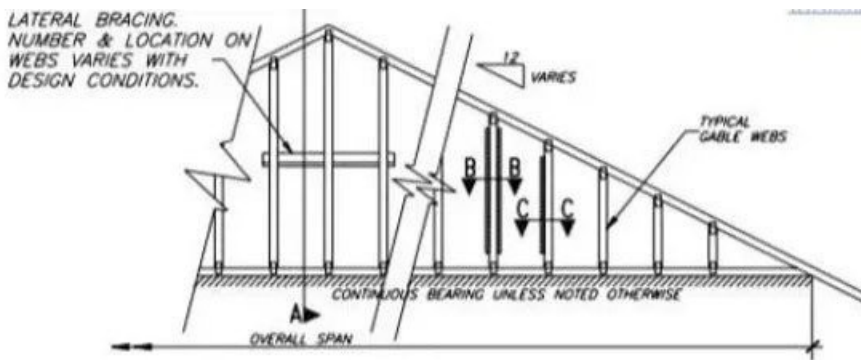 LATERAL BRACING.
NUMBER & LOCATION ON
WEBS VARIES WITH
DESIGN CONDITIONS.
12
VARIES
TYPICAL
GABLE WEBS
B B
C C
CONTINUOUS BEARING UNLESS NOTED OTHERWISE
A
OVERALL SPAN